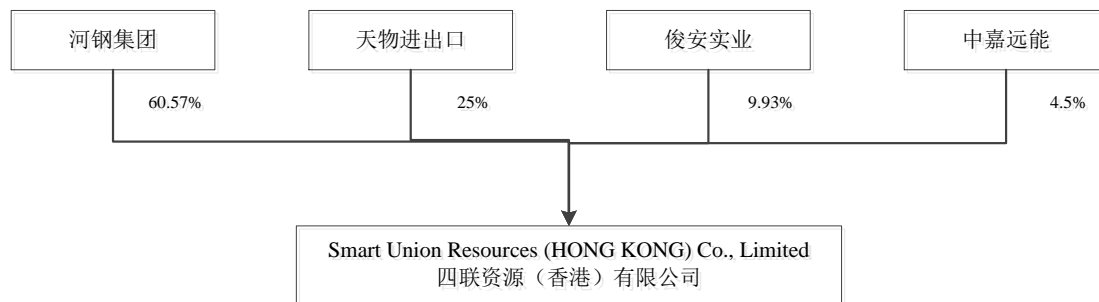 河钢集团
天物进出口
俊安实业
中嘉远能
60.57%
25%
9.93%
4.5%
Smart Union Resources (HONG KONG) Co., Limited
四联资源（香港）有限公司